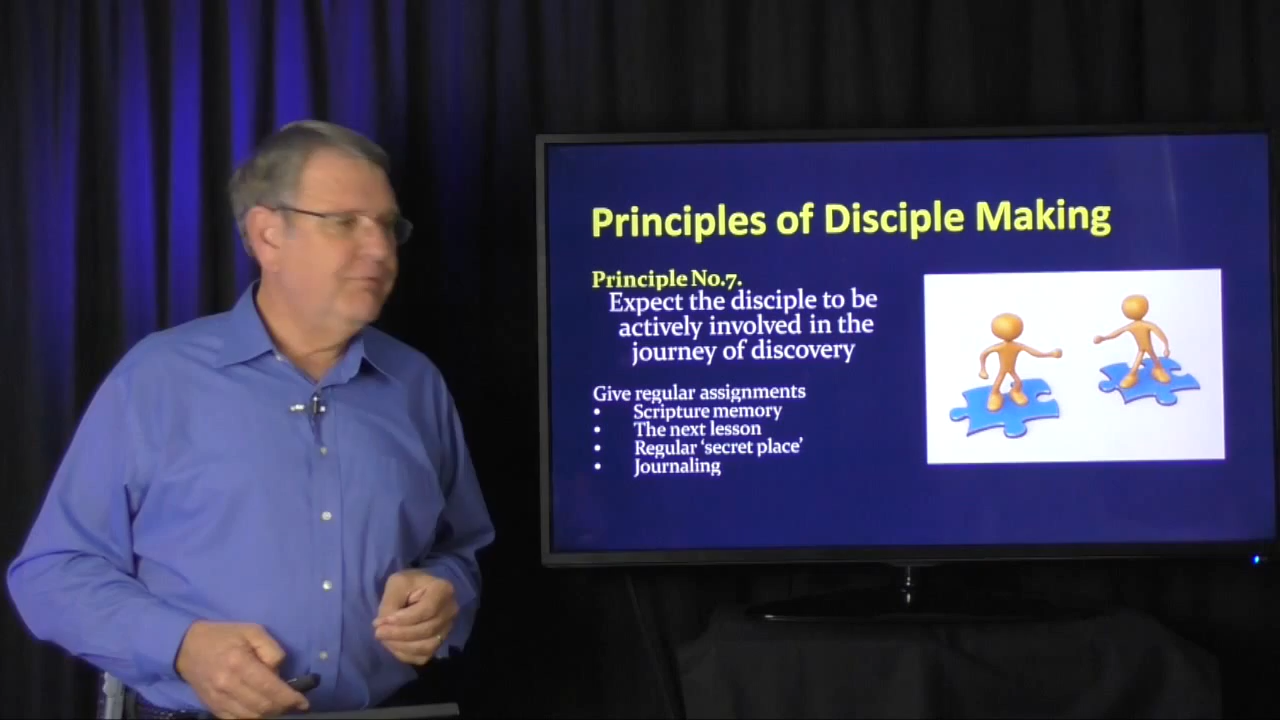 Principles of Disciple Making
Principle No.7.
Expect the disciple to be
actively involved in the
journey of discovery
Give regular assignments
• Scripture memory
• The next lesson
• Regular ‘secret place’
• Journaling